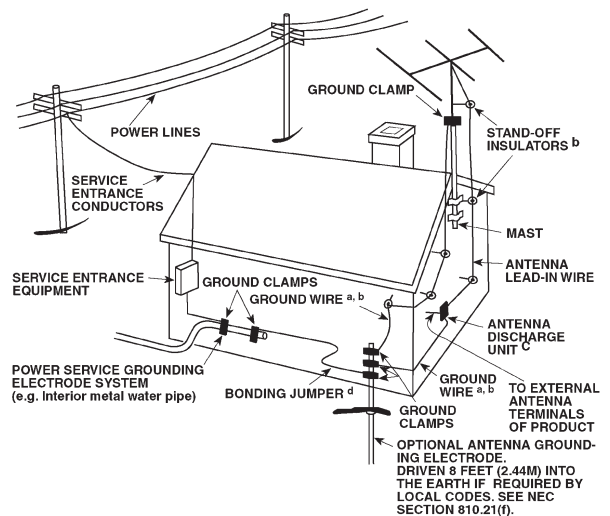 GROUND CLAMP
POWER LINES
STAND-OFF
INSULATORS b
SERVICE
ENTRANCE
CONDUCTORS
MAST
ANTENNA
LEAD-IN WIRE
SERVICE ENTRANCE
EQUIPMENT
GROUND CLAMPS
GROUND WIRE a, b
ANTENNA
DISCHARGE
UNIT C
POWER SERVICE GROUNDING
ELECTRODE SYSTEM
(e.g. Interior metal water pipe)
BONDING JUMPER d
GROUND
WIRE a, b
GROUND
CLAMPS
TO EXTERNAL
ANTENNA
TERMINALS
OF PRODUCT
OPTIONAL ANTENNA GROUND-
ING ELECTRODE.
DRIVEN 8 FEET (2.44M) INTO
THE EARTH IF REQUIRED BY
LOCAL CODES. SEE NEC
SECTION 810.21(f).